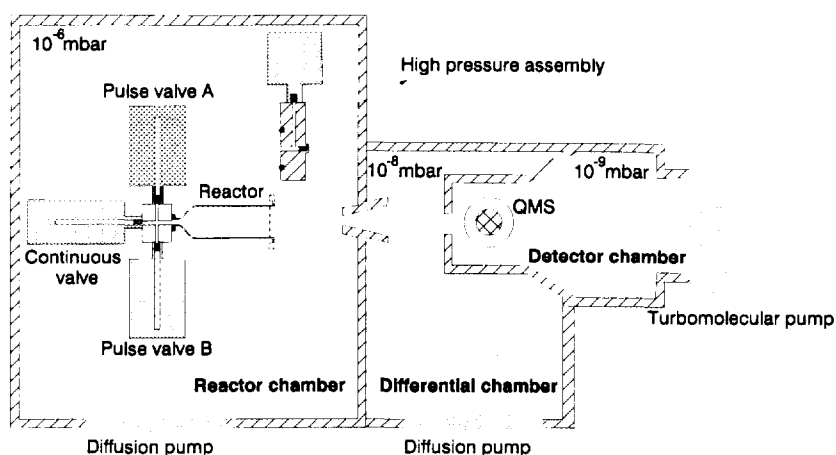 10⁻⁶mbar
Pulse valve A
High pressure assembly
10⁻⁸mbar
10⁻⁹mbar
Reactor
QMS
Continuous
valve
Detector chamber
Pulse valve B
Turbomolecular pump
Reactor chamber
Differential chamber
Diffusion pump
Diffusion pump